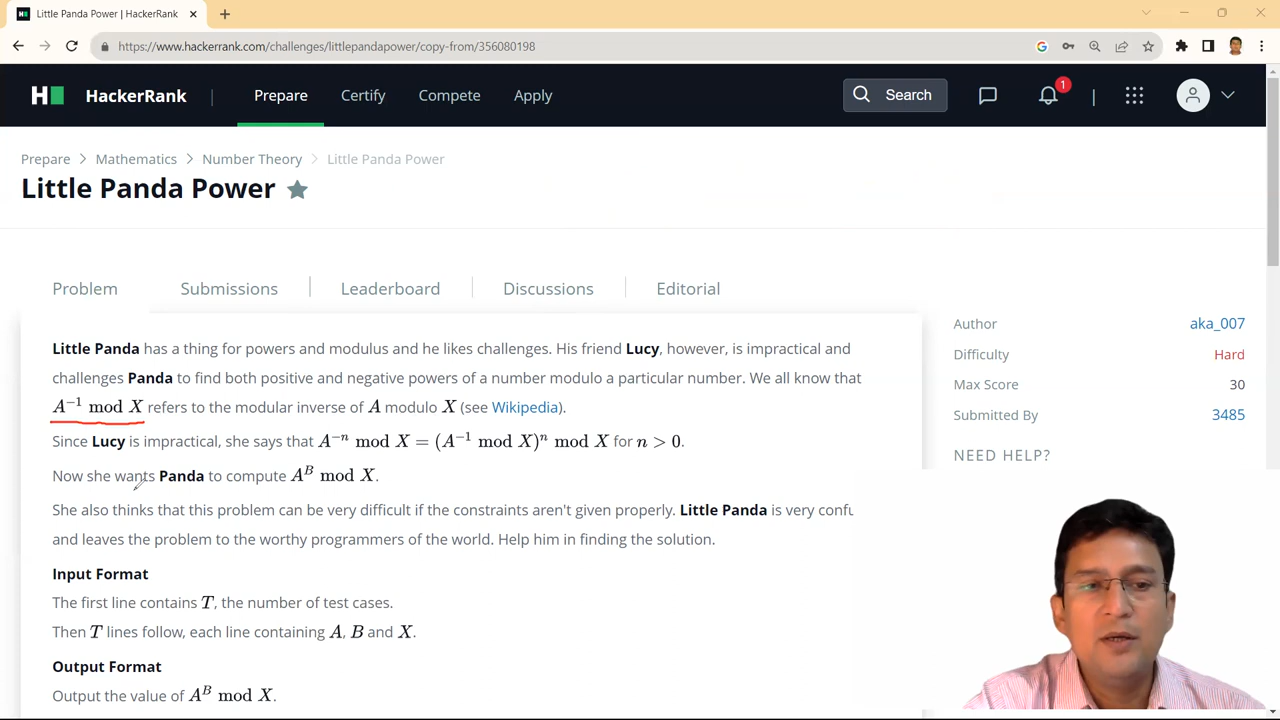 Little Panda Power | HackerRank
https://www.hackerrank.com/challenges/littlepandapower/copy-from/356080198
H HackerRank | Prepare Certify Compete Apply Search 1
Prepare > Mathematics > Number Theory > Little Panda Power
Little Panda Power ★
Problem Submissions Leaderboard Discussions Editorial
Little Panda has a thing for powers and modulus and he likes challenges. His friend Lucy, however, is impractical and
challenges Panda to find both positive and negative powers of a number modulo a particular number. We all know that
A⁻¹ mod X refers to the modular inverse of A modulo X (see Wikipedia).
Since Lucy is impractical, she says that A⁻ⁿ mod X = (A⁻¹ mod X)ⁿ mod X for n > 0.
Now she wants Panda to compute Aᴮ mod X.
She also thinks that this problem can be very difficult if the constraints aren't given properly. Little Panda is very confu
and leaves the problem to the worthy programmers of the world. Help him in finding the solution.
Input Format
The first line contains T, the number of test cases.
Then T lines follow, each line containing A, B and X.
Output Format
Output the value of Aᴮ mod X.
Author aka_007
Difficulty Hard
Max Score 30
Submitted By 3485
NEED HELP?